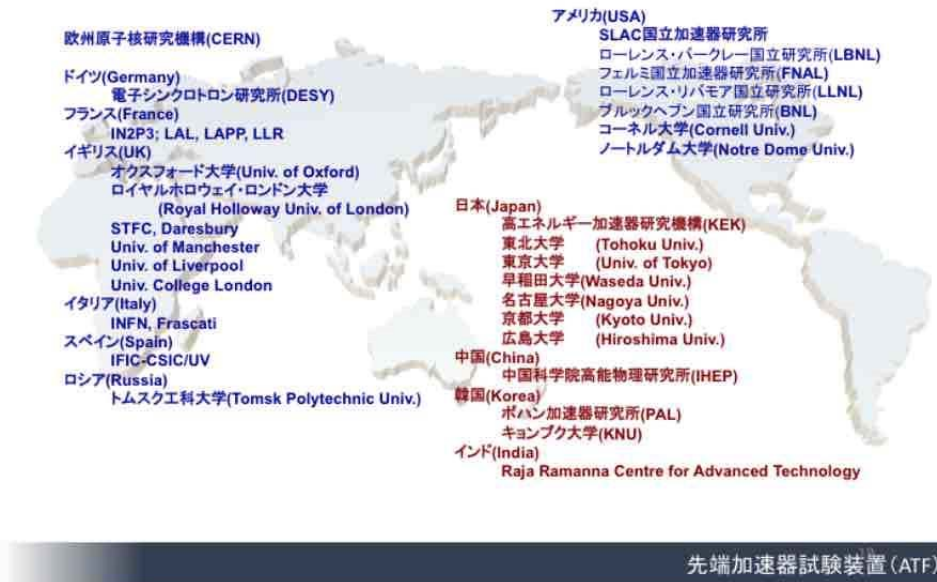 欧州原子核研究機構(CERN)
ドイツ(Germany)
電子シンクロトロン研究所(DESY)
フランス(France)
IN2P3; LAL, LAPP, LLR
イギリス(UK)
オクスフォード大学(Univ. of Oxford)
ロイヤルホロウェイ・ロンドン大学
(Royal Holloway Univ. of London)
STFC, Daresbury
Univ. of Manchester
Univ. of Liverpool
Univ. College London
イタリア(Italy)
INFN, Frascati
スペイン(Spain)
IFIC-CSIC/UV
ロシア(Russia)
トムスク工科大学(Tomsk Polytechnic Univ.)
アメリカ(USA)
SLAC国立加速器研究所
ローレンス・バークレー国立研究所(LBNL)
フェルミ国立加速器研究所(FNAL)
ローレンス・リバモア国立研究所(LLNL)
ブルックヘブン国立研究所(BNL)
コーネル大学(Cornell Univ.)
ノートルダム大学(Notre Dome Univ.)
日本(Japan)
高エネルギー加速器研究機構(KEK)
東北大学 (Tohoku Univ.)
東京大学 (Univ. of Tokyo)
早稲田大学(Waseda Univ.)
名古屋大学(Nagoya Univ.)
京都大学 (Kyoto Univ.)
広島大学 (Hiroshima Univ.)
中国(China)
中国科学院高能物理研究所(IHEP)
韓国(Korea)
ポハン加速器研究所(PAL)
キョンプク大学(KNU)
インド(India)
Raja Ramanna Centre for Advanced Technology
先端加速器試験装置(ATF)